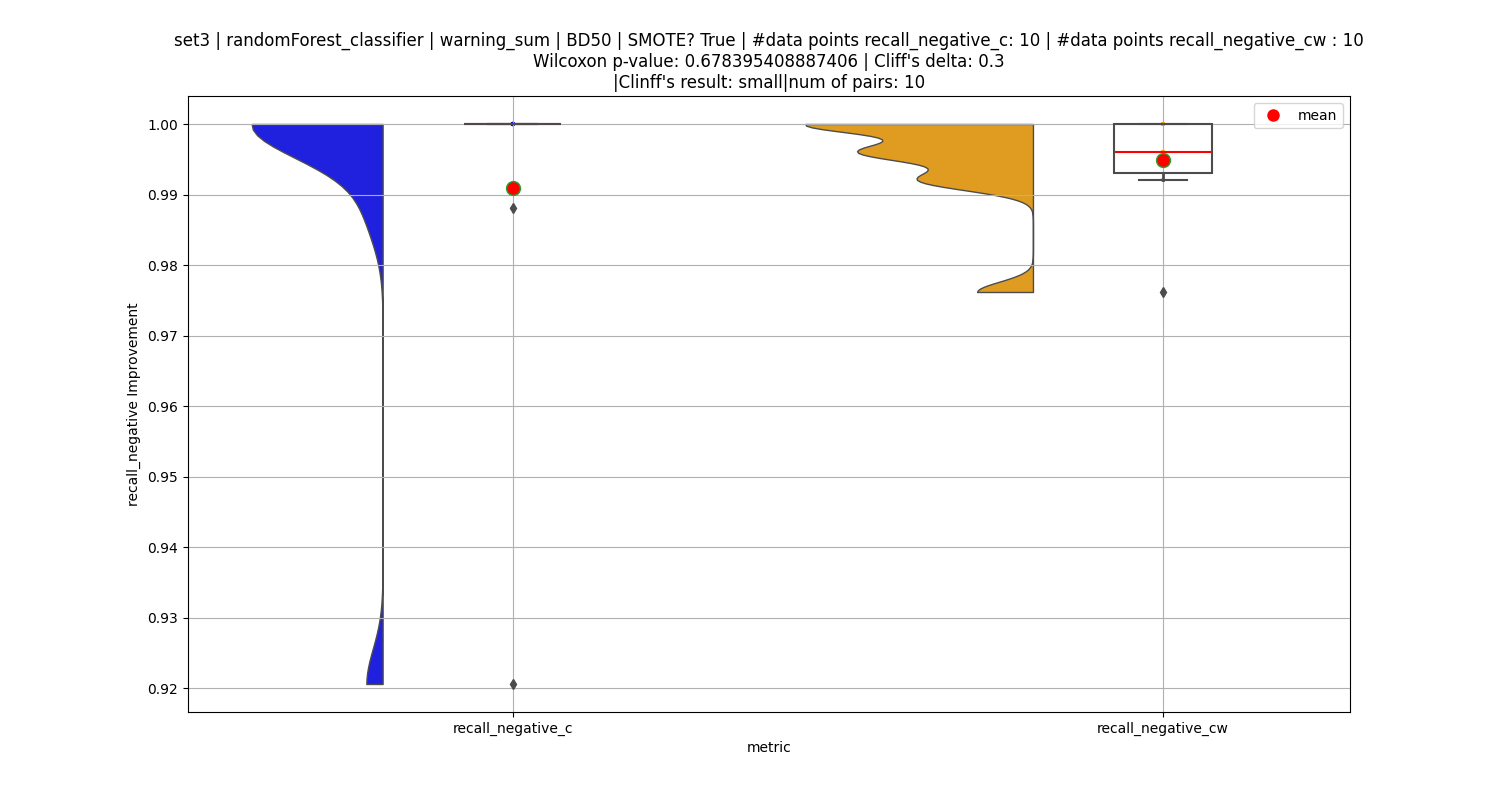 set3 | randomForest_classifier | warning_sum | BD50 | SMOTE? True | #data points recall_negative_c: 10 | #data points recall_negative_cw : 10
Wilcoxon p-value: 0.678395408887406 | Cliff's delta: 0.3
|Clinff's result: small|num of pairs: 10
mean
1.00
0.99
0.98
0.97
0.96
0.95
0.94
0.93
0.92
recall_negative Improvement
recall_negative_c
recall_negative_cw
metric